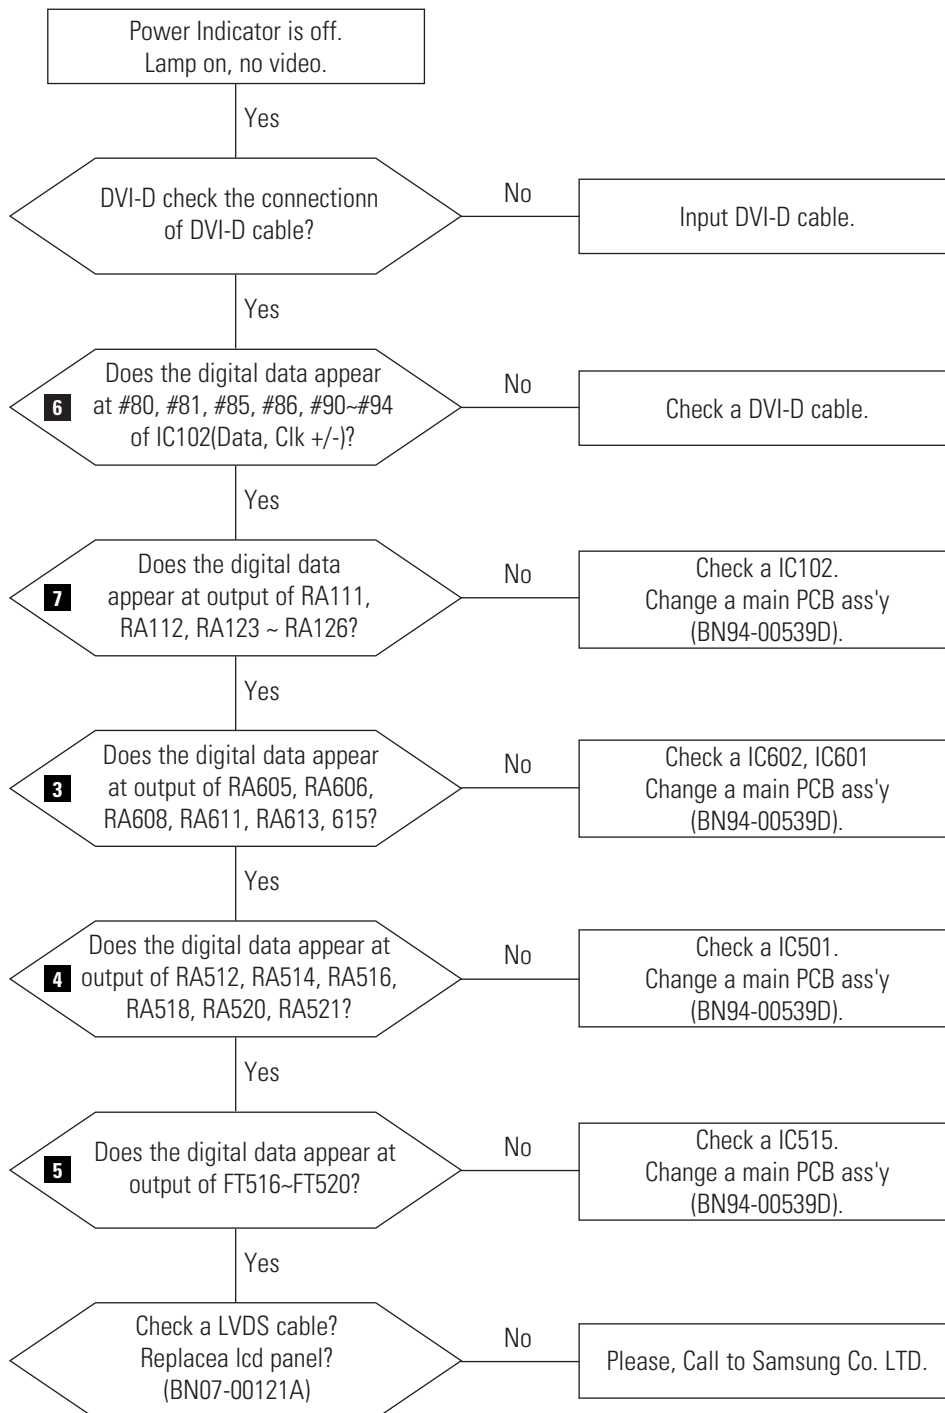 Power Indicator is off.
Lamp on, no video.
Yes
DVI-D check the connectionn
of DVI-D cable?
No
Input DVI-D cable.
Yes
6
Does the digital data appear
at #80, #81, #85, #86, #90~#94
of IC102(Data, Clk +/-)?
No
Check a DVI-D cable.
Yes
7
Does the digital data
appear at output of RA111,
RA112, RA123 ~ RA126?
No
Check a IC102.
Change a main PCB ass'y
(BN94-00539D).
Yes
3
Does the digital data appear
at output of RA605, RA606,
RA608, RA611, RA613, 615?
No
Check a IC602, IC601
Change a main PCB ass'y
(BN94-00539D).
Yes
4
Does the digital data appear at
output of RA512, RA514, RA516,
RA518, RA520, RA521?
No
Check a IC501.
Change a main PCB ass'y
(BN94-00539D).
Yes
5
Does the digital data appear at
output of FT516~FT520?
No
Check a IC515.
Change a main PCB ass'y
(BN94-00539D).
Yes
Check a LVDS cable?
Replacea lcd panel?
(BN07-00121A)
No
Please, Call to Samsung Co. LTD.